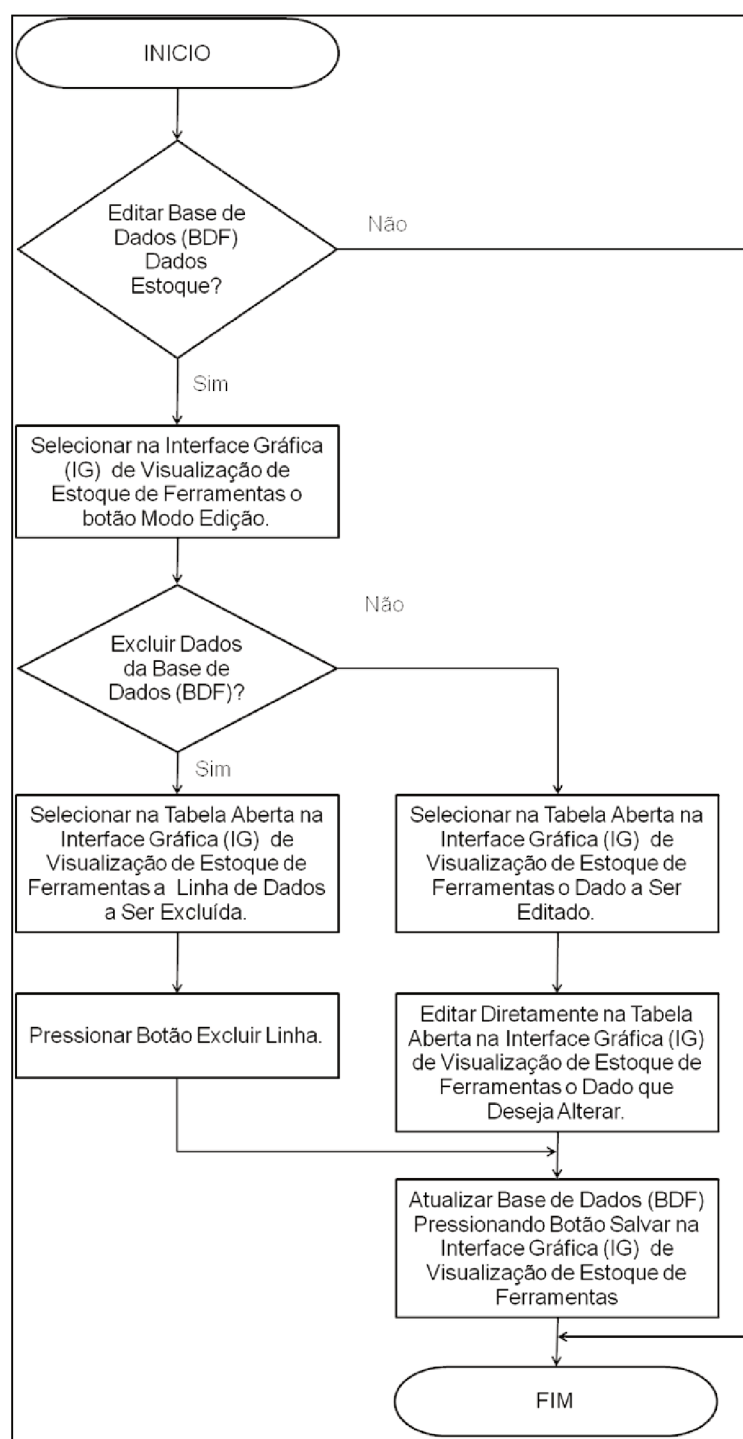 INICIO
Editar Base de
Dados (BDF)
Dados
Estoque?
Não
Sim
Selecionar na Interface Gráfica
(IG) de Visualização de
Estoque de Ferramentas o
botão Modo Edição.
Não
Excluir Dados
da Base de
Dados (BDF)?
Sim
Selecionar na Tabela Aberta na
Interface Gráfica (IG) de
Visualização de Estoque de
Ferramentas a Linha de Dados
a Ser Excluída.
Selecionar na Tabela Aberta na
Interface Gráfica (IG) de
Visualização de Estoque de
Ferramentas o Dado a Ser
Editado.
Pressionar Botão Excluir Linha.
Editar Diretamente na Tabela
Aberta na Interface Gráfica (IG)
de Visualização de Estoque de
Ferramentas o Dado que
Deseja Alterar.
Atualizar Base de Dados (BDF)
Pressionando Botão Salvar na
Interface Gráfica (IG) de
Visualização de Estoque de
Ferramentas
FIM